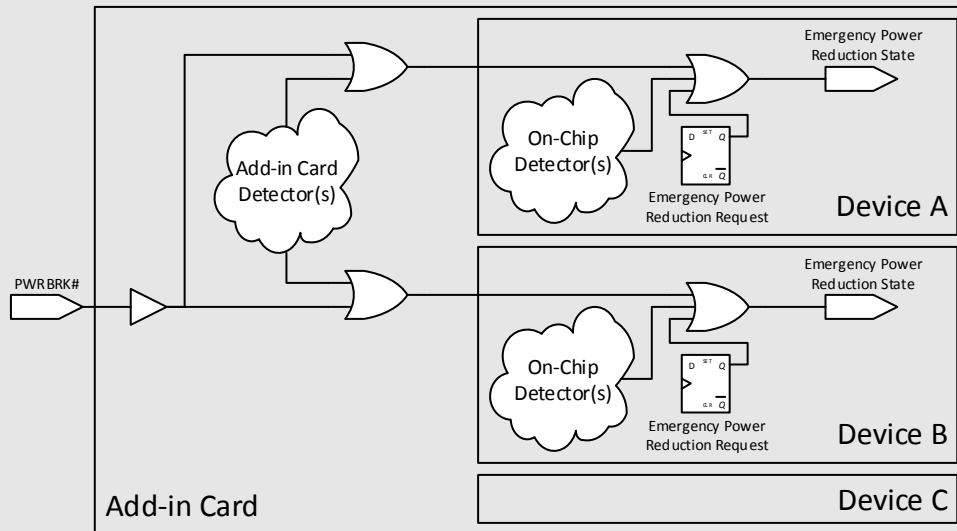 Emergency Power
Reduction State
On-Chip
Detector(s)
D SET Q
CLR Q
Emergency Power
Reduction Request
Device A
Add-in Card
Detector(s)
PWRBRK#
Emergency Power
Reduction State
On-Chip
Detector(s)
D SET Q
CLR Q
Emergency Power
Reduction Request
Device B
Add-in Card
Device C